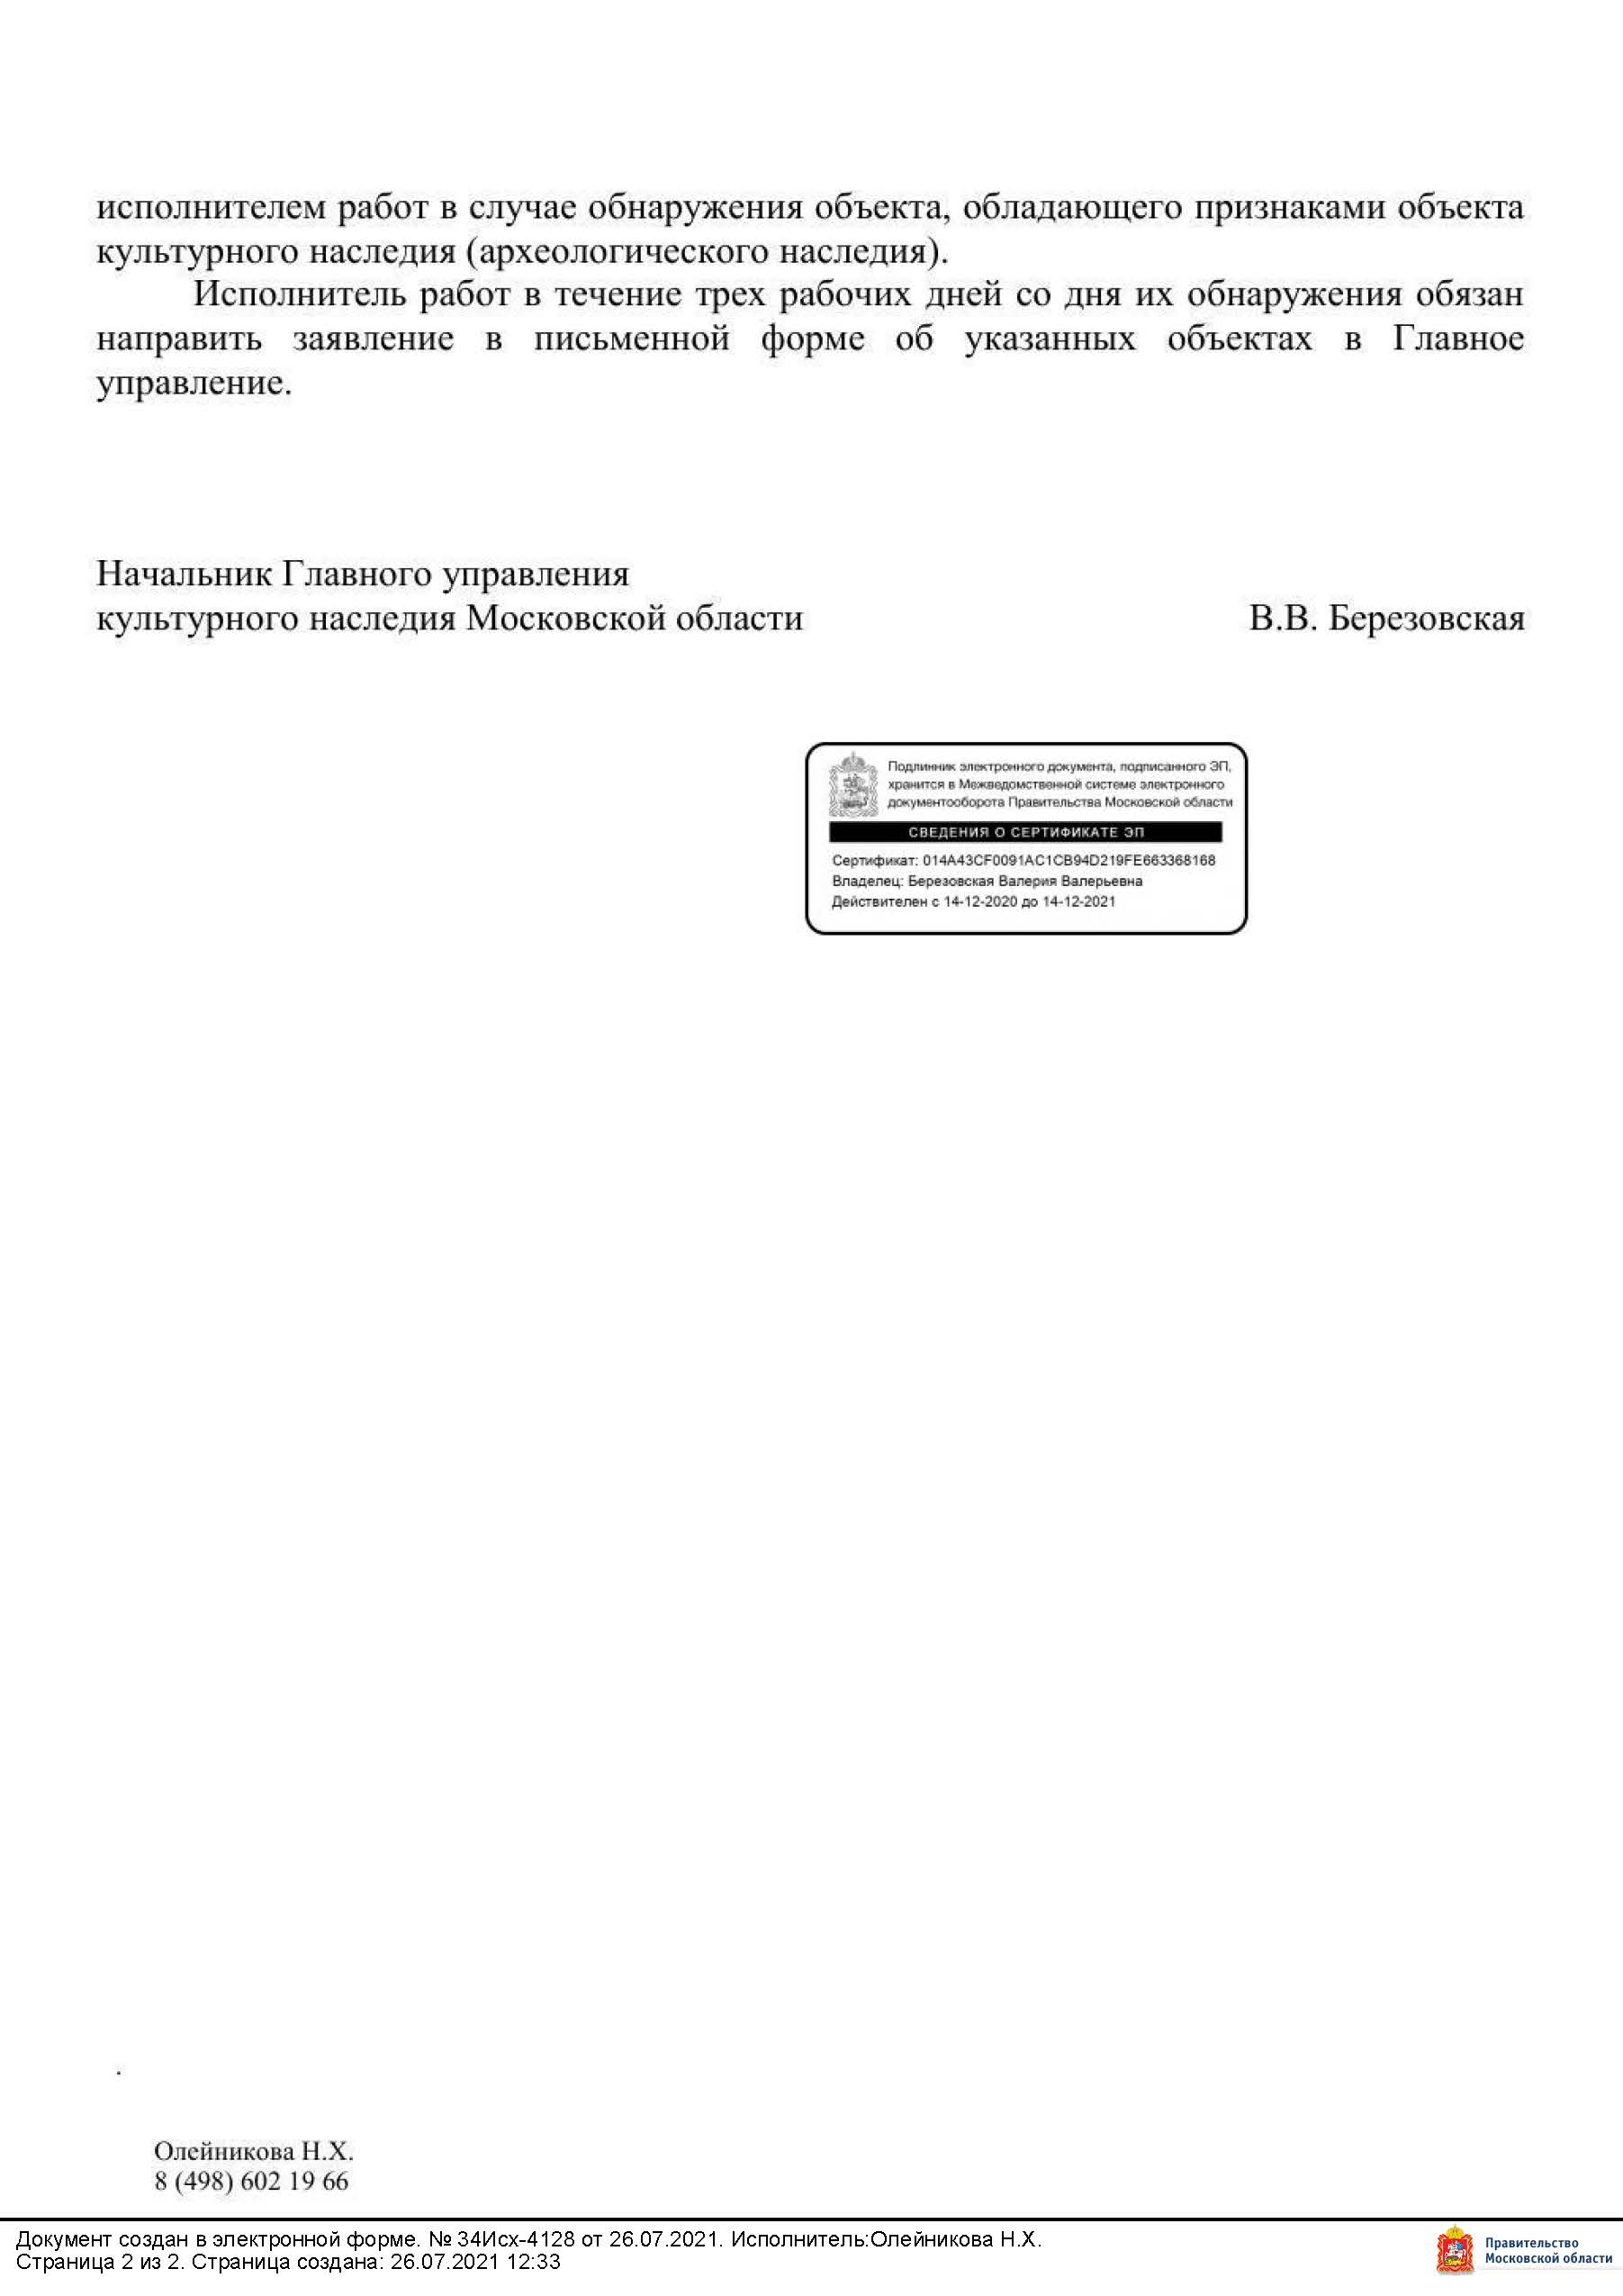 исполнителем работ в случае обнаружения объекта, обладающего признаками объекта
культурного наследия (археологического наследия).
Исполнитель работ в течение трех рабочих дней со дня их обнаружения обязан
направить заявление в письменной форме об указанных объектах в Главное
управление.
Начальник Главного управления
культурного наследия Московской области В.В. Березовская
Подлинник электронного документа, подписанного ЭП,
хранится в Межведомственной системе электронного
документооборота Правительства Московской области
СВЕДЕНИЯ О СЕРТИФИКАТЕ ЭП
Сертификат: 014A43CF0091AC1CB94D219FE663368168
Владелец: Березовская Валерия Валерьевна
Действителен с 14-12-2020 до 14-12-2021
Олейникова Н.Х.
8 (498) 602 19 66
Документ создан в электронной форме. № 34Исх-4128 от 26.07.2021. Исполнитель:Олейникова Н.Х.
Страница 2 из 2. Страница создана: 26.07.2021 12:33
Правительство
Московской области